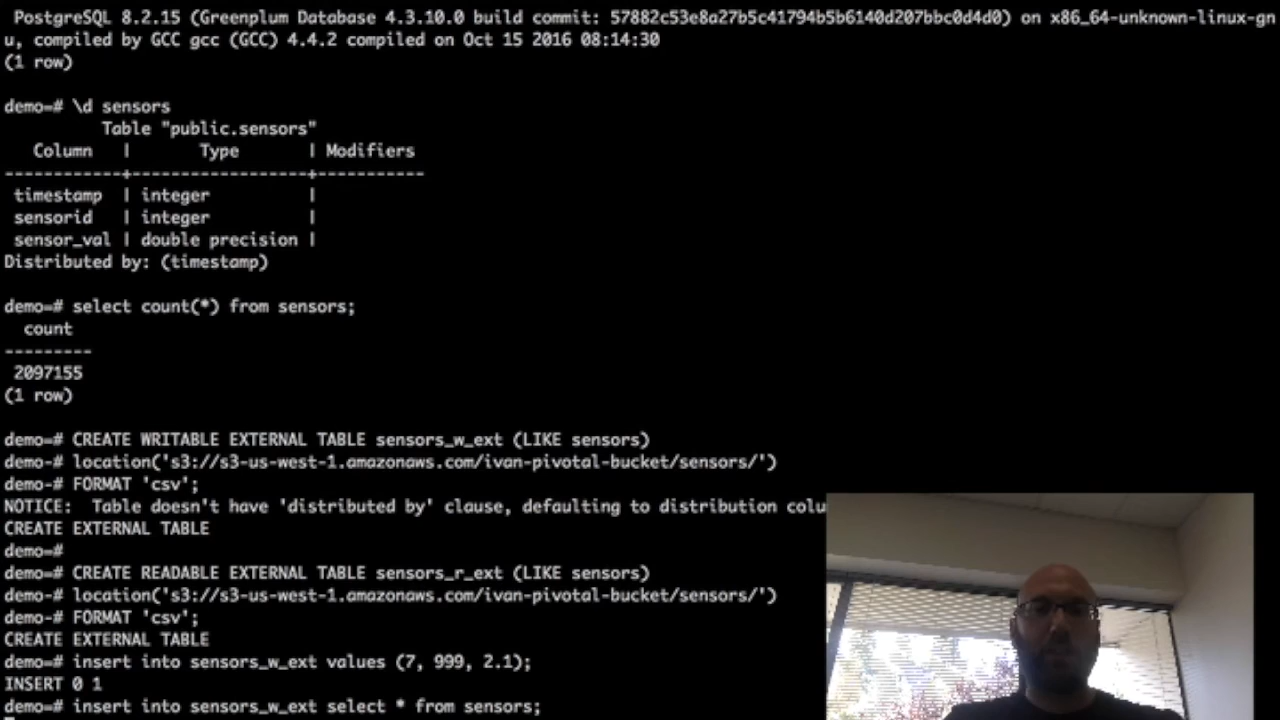 PostgreSQL 8.2.15 (Greenplum Database 4.3.10.0 build commit: 57882c53e8a27b5c41794b5b6140d207bbc0d4d0) on x86_64-unknown-linux-gn
u, compiled by GCC gcc (GCC) 4.4.2 compiled on Oct 15 2016 08:14:30
(1 row)
demo=# \d sensors
Table "public.sensors"
Column | Type | Modifiers
------------+------------------+-----------
timestamp | integer |
sensorid | integer |
sensor_val | double precision |
Distributed by: (timestamp)
demo=# select count(*) from sensors;
count
---------
2097155
(1 row)
demo=# CREATE WRITABLE EXTERNAL TABLE sensors_w_ext (LIKE sensors)
demo-# location('s3://s3-us-west-1.amazonaws.com/ivan-pivotal-bucket/sensors/')
demo-# FORMAT 'csv';
NOTICE: Table doesn't have 'distributed by' clause, defaulting to distribution colu
CREATE EXTERNAL TABLE
demo=#
demo=# CREATE READABLE EXTERNAL TABLE sensors_r_ext (LIKE sensors)
demo-# location('s3://s3-us-west-1.amazonaws.com/ivan-pivotal-bucket/sensors/')
demo-# FORMAT 'csv';
CREATE EXTERNAL TABLE
demo=# insert into sensors_w_ext values (7, 999, 2.1);
INSERT 0 1
demo=# insert into sensors_w_ext select * from sensors;